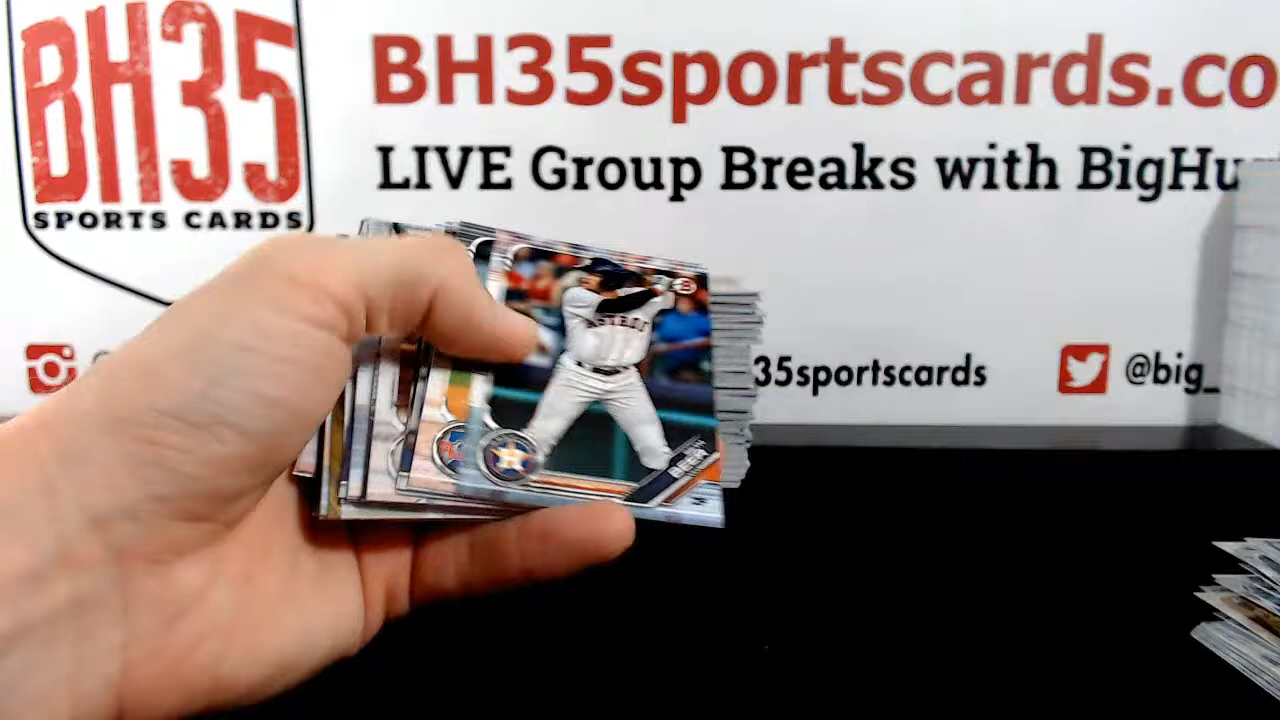 BH35
SPORTS CARDS
BH35sportscards.co
LIVE Group Breaks with BigHu
35sportscards
@big_
ASTROS